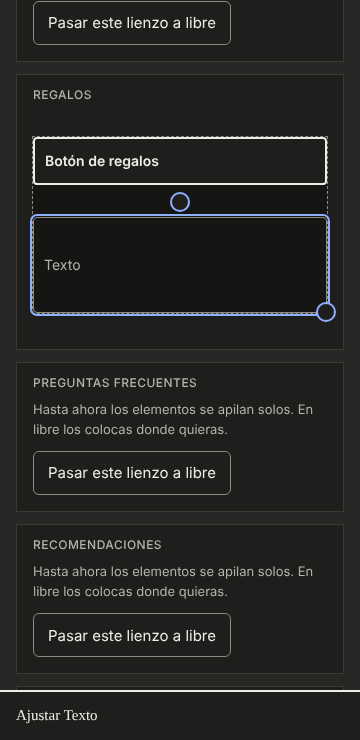 Pasar este lienzo a libre
REGALOS
Botón de regalos
Texto
PREGUNTAS FRECUENTES
Hasta ahora los elementos se apilan solos. En
libre los colocas donde quieras.
Pasar este lienzo a libre
RECOMENDACIONES
Hasta ahora los elementos se apilan solos. En
libre los colocas donde quieras.
Pasar este lienzo a libre
Ajustar Texto